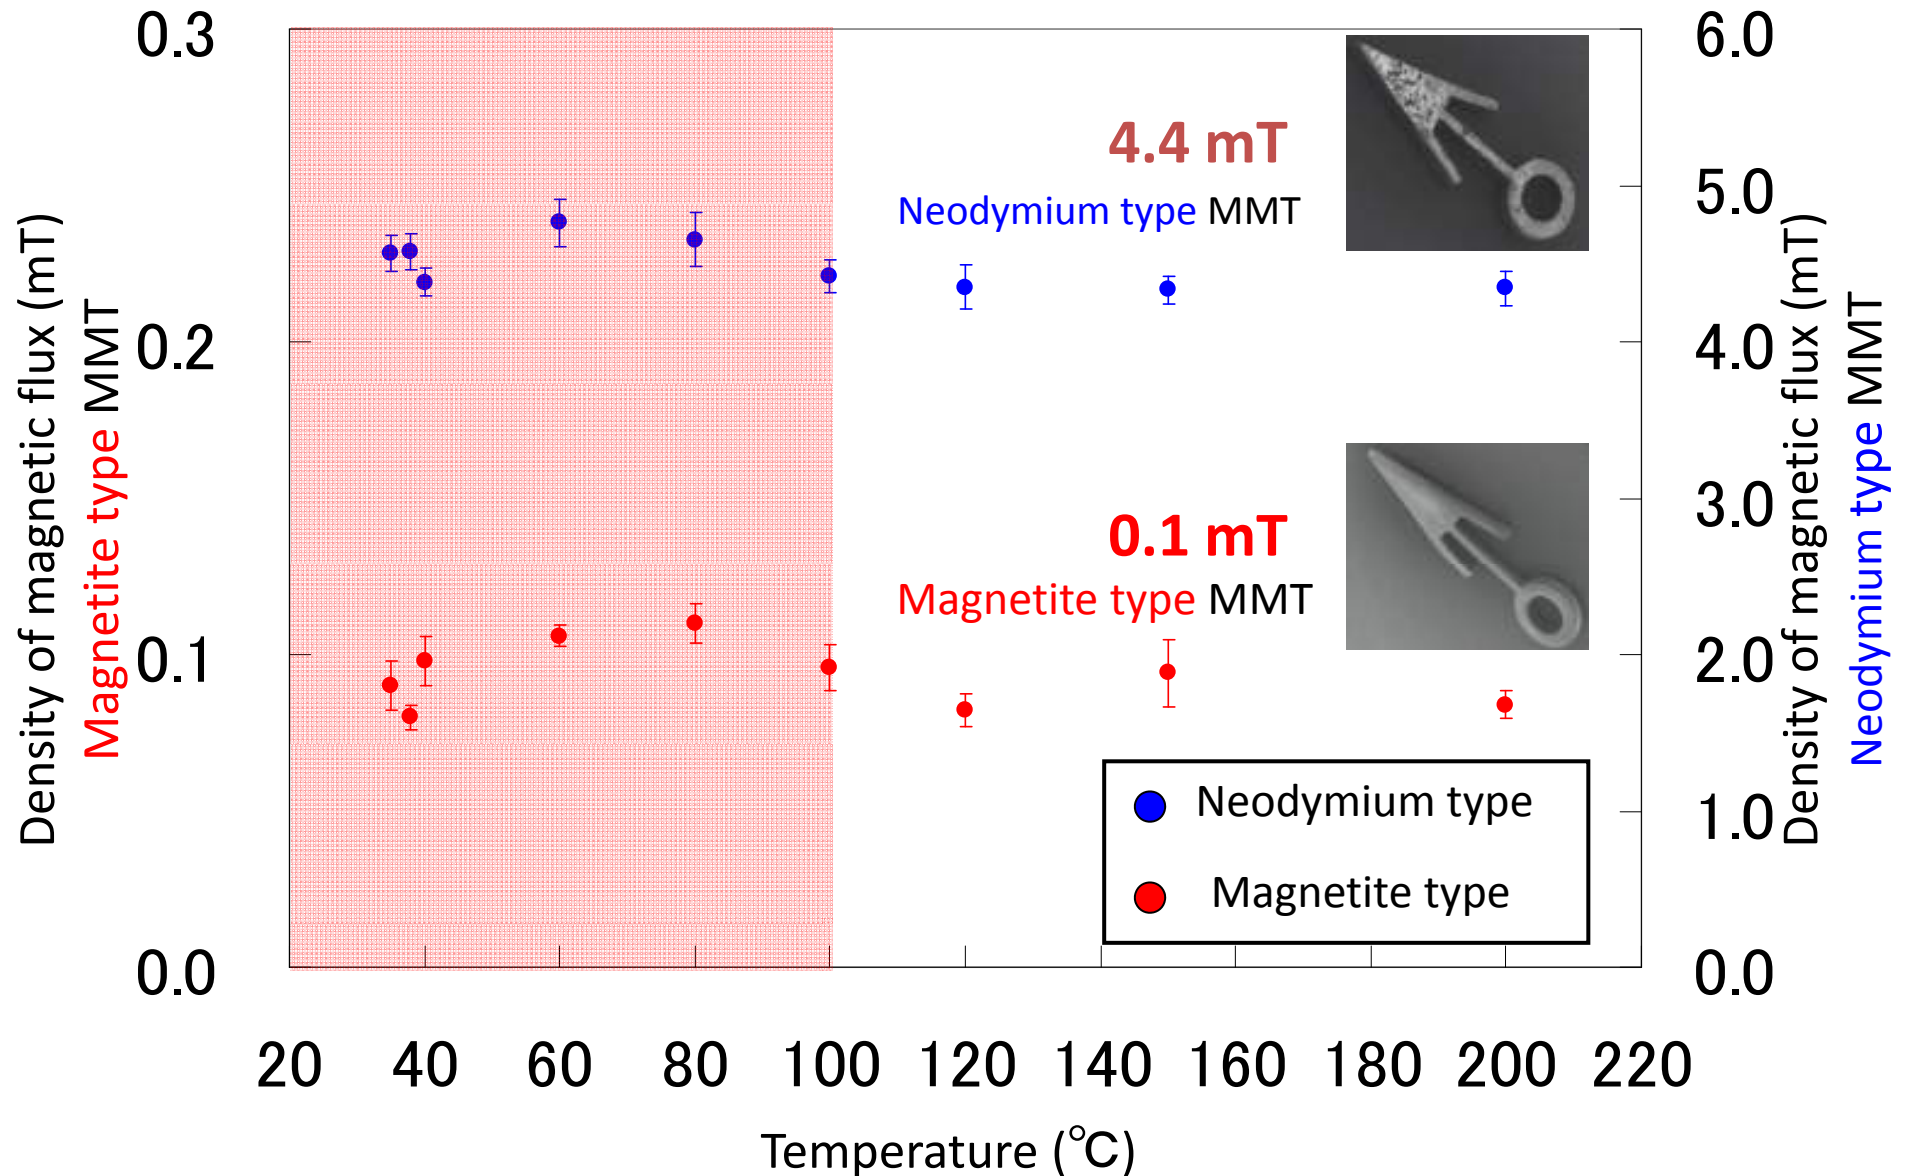 Density of magnetic flux (mT)
Magnetite type MMT
0.3
0.2
0.1
0.0
4.4 mT
Neodymium type MMT
0.1 mT
Magnetite type MMT
Neodymium type
Magnetite type
6.0
5.0
4.0
3.0
2.0
1.0
0.0
Density of magnetic flux (mT)
Neodymium type MMT
20 40 60 80 100 120 140 160 180 200 220
Temperature (℃)